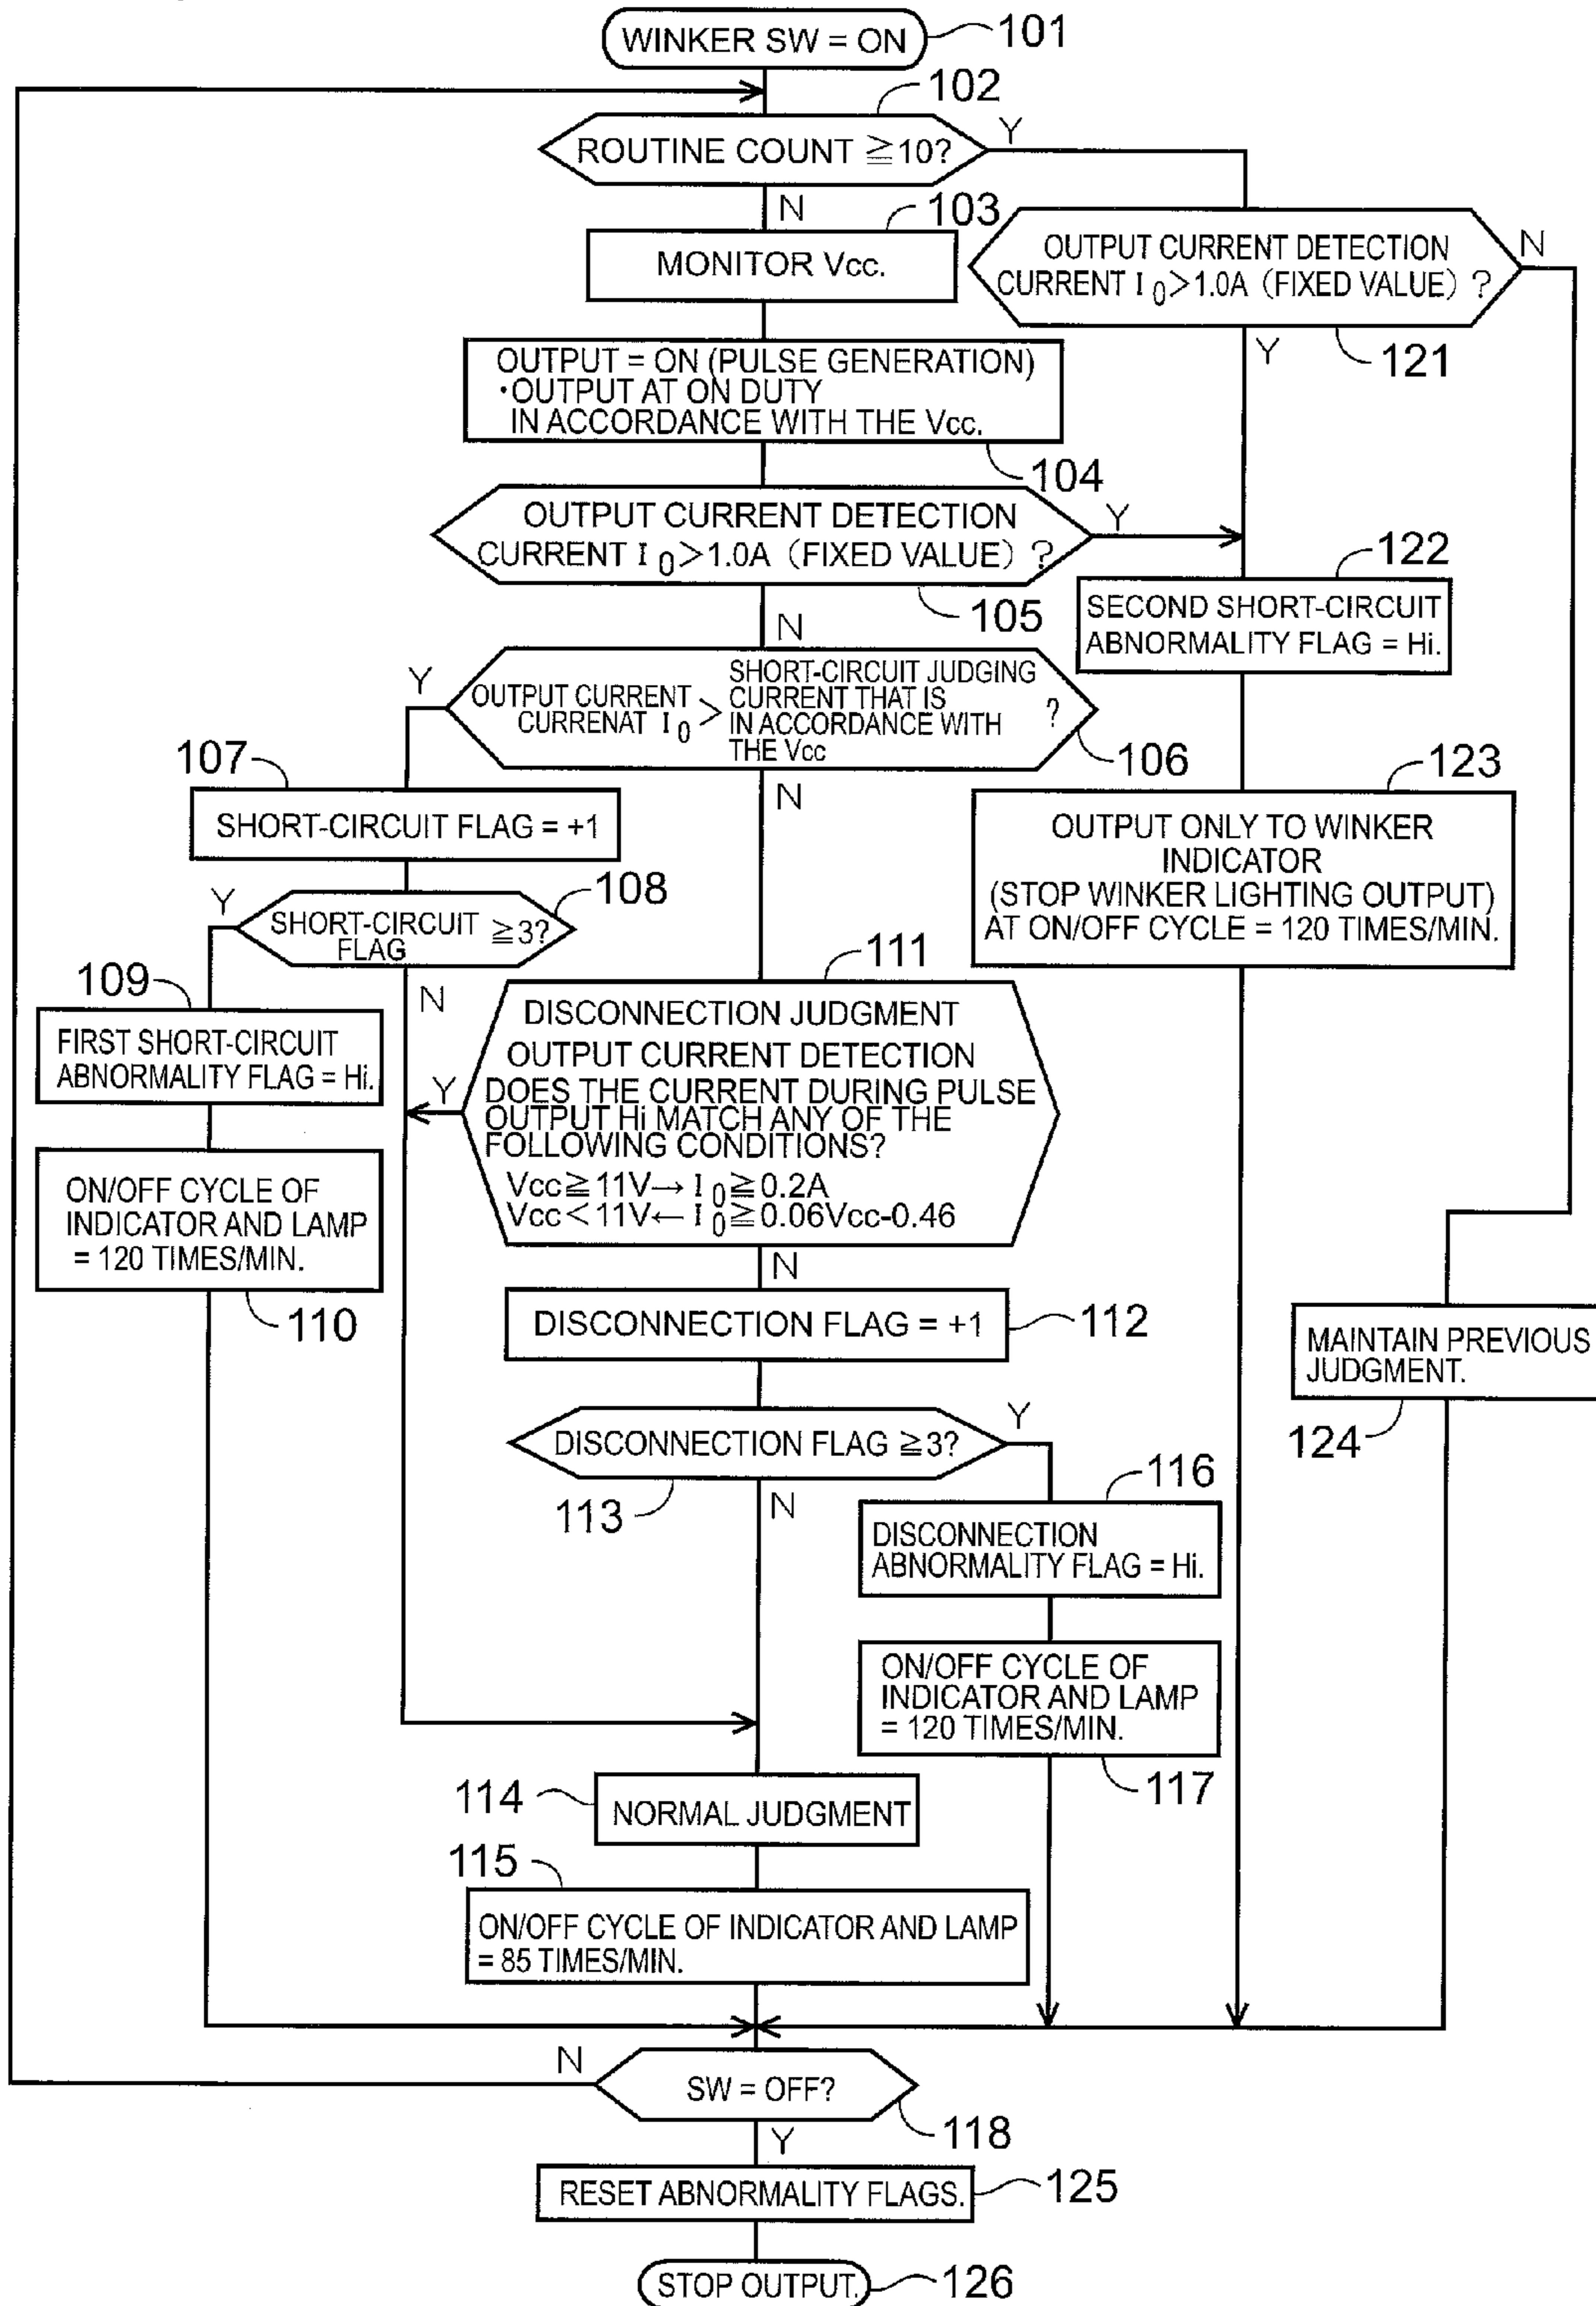 WINKER SW = ON
101
102
ROUTINE COUNT ≧10?
Y
N
103
MONITOR Vcc.
OUTPUT CURRENT DETECTION
CURRENT I0>1.0A (FIXED VALUE) ?
N
Y
121
OUTPUT = ON (PULSE GENERATION)
・OUTPUT AT ON DUTY
IN ACCORDANCE WITH THE Vcc.
104
OUTPUT CURRENT DETECTION
CURRENT I0>1.0A (FIXED VALUE) ?
Y
105
N
122
SECOND SHORT-CIRCUIT
ABNORMALITY FLAG = Hi.
Y
OUTPUT CURRENT
CURRENAT I0
>
SHORT-CIRCUIT JUDGING
CURRENT THAT IS
IN ACCORDANCE WITH
THE Vcc
?
106
N
107
SHORT-CIRCUIT FLAG = +1
123
OUTPUT ONLY TO WINKER
INDICATOR
(STOP WINKER LIGHTING OUTPUT)
AT ON/OFF CYCLE = 120 TIMES/MIN.
Y
108
SHORT-CIRCUIT
FLAG
≧3?
N
109
FIRST SHORT-CIRCUIT
ABNORMALITY FLAG = Hi.
111
DISCONNECTION JUDGMENT
OUTPUT CURRENT DETECTION
DOES THE CURRENT DURING PULSE
OUTPUT Hi MATCH ANY OF THE
FOLLOWING CONDITIONS?
Vcc≧11V→ I0≧0.2A
Vcc<11V← I0≧0.06Vcc-0.46
Y
N
ON/OFF CYCLE OF
INDICATOR AND LAMP
= 120 TIMES/MIN.
110
DISCONNECTION FLAG = +1
112
MAINTAIN PREVIOUS
JUDGMENT.
124
DISCONNECTION FLAG ≧3?
Y
113
N
116
DISCONNECTION
ABNORMALITY FLAG = Hi.
ON/OFF CYCLE OF
INDICATOR AND LAMP
= 120 TIMES/MIN.
117
114
NORMAL JUDGMENT
115
ON/OFF CYCLE OF INDICATOR AND LAMP
= 85 TIMES/MIN.
N
SW = OFF?
118
Y
RESET ABNORMALITY FLAGS.
125
STOP OUTPUT.
126